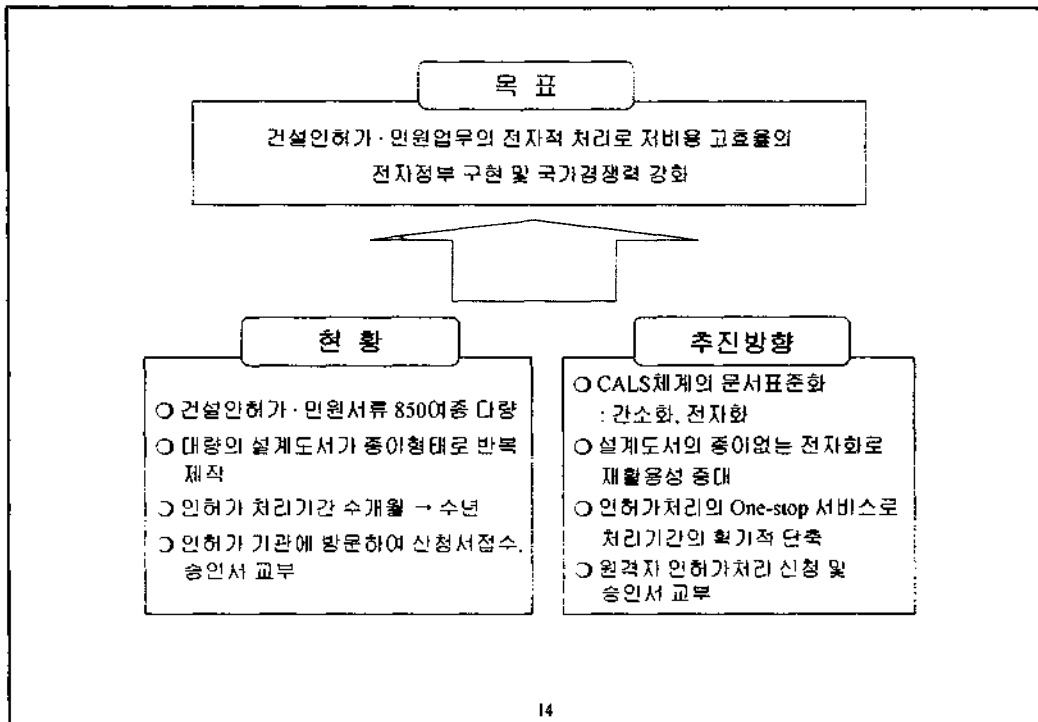 목 표
건설인허가 · 민원업무의 전자적 처리로 저비용 고효율의
전자정부 구현 및 국가경쟁력 강화
현 황
❍ 건설인허가 · 민원서류 850여종 다량
❍ 대량의 설계도서가 종이형태로 반복
제작
❍ 인허가 처리기간 수개월 → 수년
❍ 인허가 기관에 방문하여 신청서접수,
승인서 교부
추진방향
❍ CALS체계의 문서표준화
: 간소화, 전자화
❍ 설계도서의 종이없는 전자화로
재활용성 증대
❍ 인허가처리의 One-stop 서비스로
처리기간의 획기적 단축
❍ 원격자 인허가처리 신청 및
승인서 교부
14